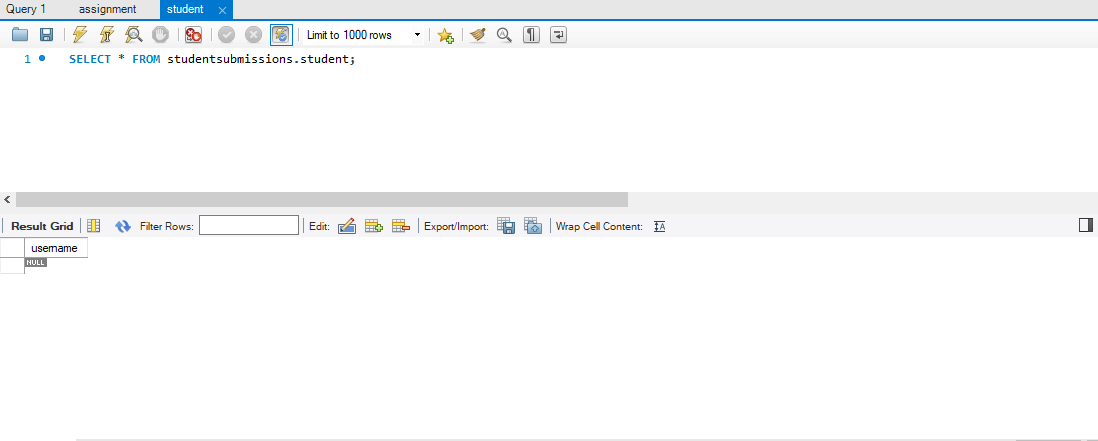 Query 1 assignment student
Limit to 1000 rows
1 SELECT * FROM studentsubmissions.student;
Result Grid Filter Rows: Edit: Export/Import: Wrap Cell Content:
username
NULL